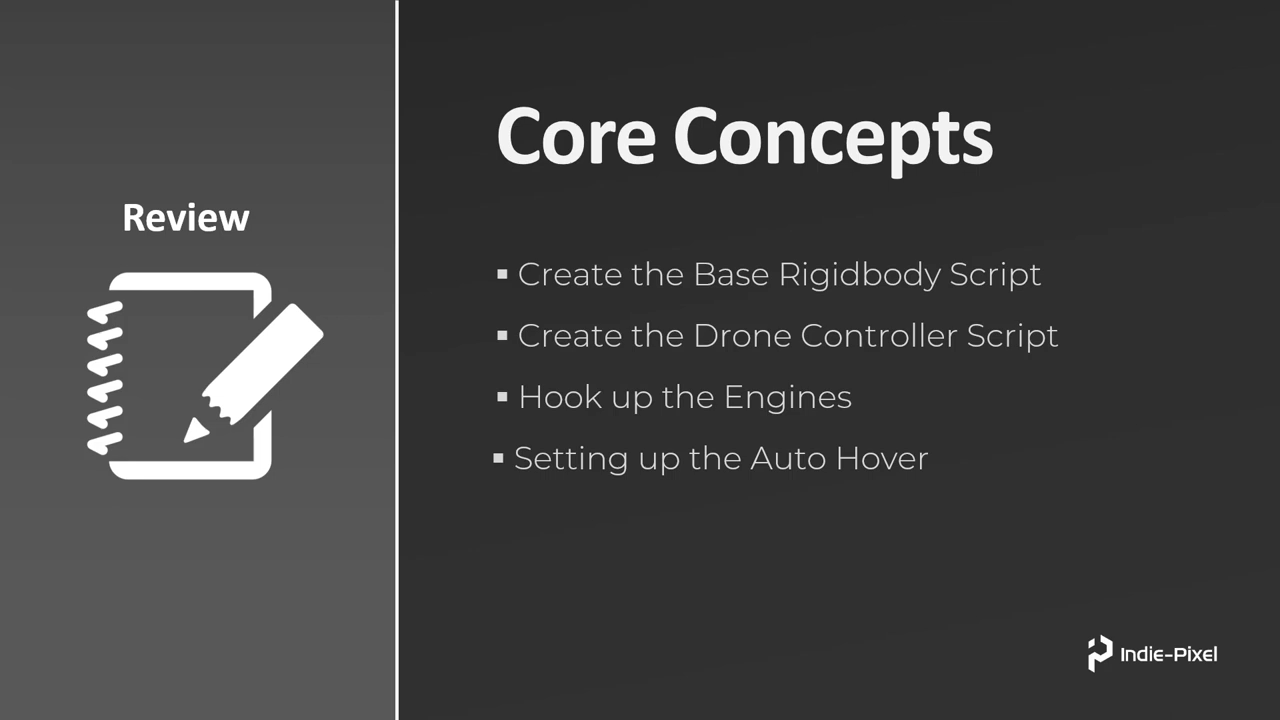 Review
Core Concepts
▪ Create the Base Rigidbody Script
▪ Create the Drone Controller Script
▪ Hook up the Engines
▪ Setting up the Auto Hover
Indie-Pixel